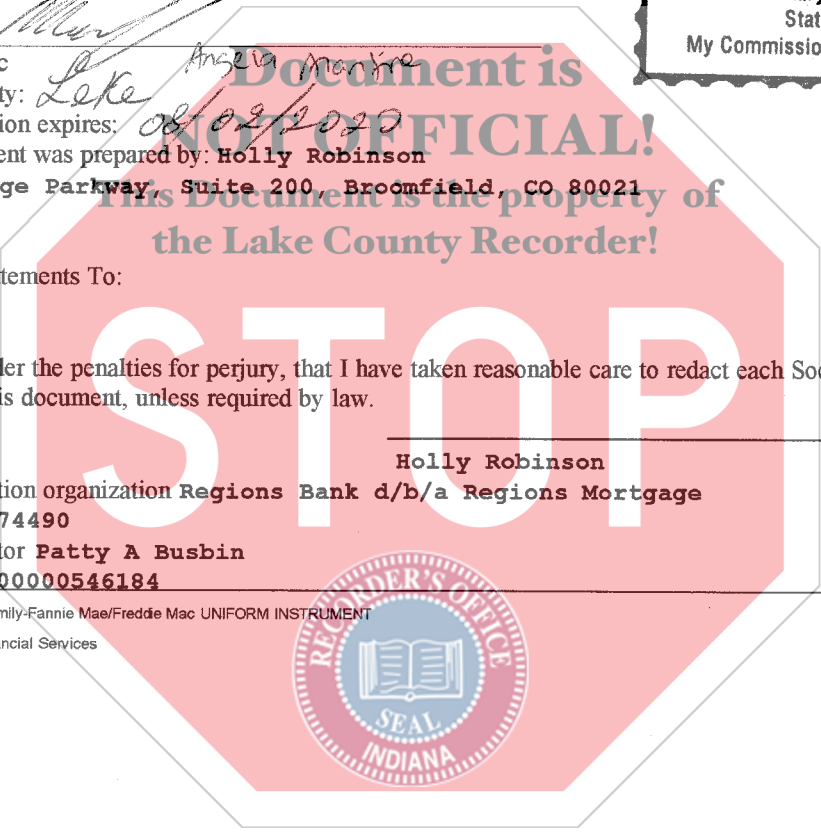 Stat
My Commissio
c
Angela
ty: Lake
ion expires: 08/02/2020
ent was prepared by: Holly Robinson
ge Parkway, Suite 200, Broomfield, CO 80021
Document is
NOT OFFICIAL!
This Document is the property of
the Lake County Recorder!
tements To:
STOP
er the penalties for perjury, that I have taken reasonable care to redact each Soc
is document, unless required by law.
Holly Robinson
tion organization Regions Bank d/b/a Regions Mortgage
74490
tor Patty A Busbin
00000546184
mily-Fannie Mae/Freddie Mac UNIFORM INSTRUMENT
ncial Services
RECORDER'S OFFICE
SEAL
INDIANA